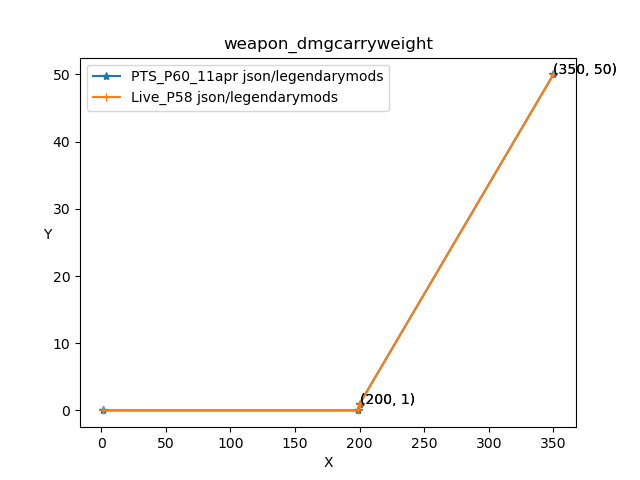 weapon_dmgcarryweight
PTS_P60_11apr json/legendarymods
Live_P58 json/legendarymods
(350, 50)
(200, 1)
Y
50
40
30
20
10
0
0 50 100 150 200 250 300 350
X